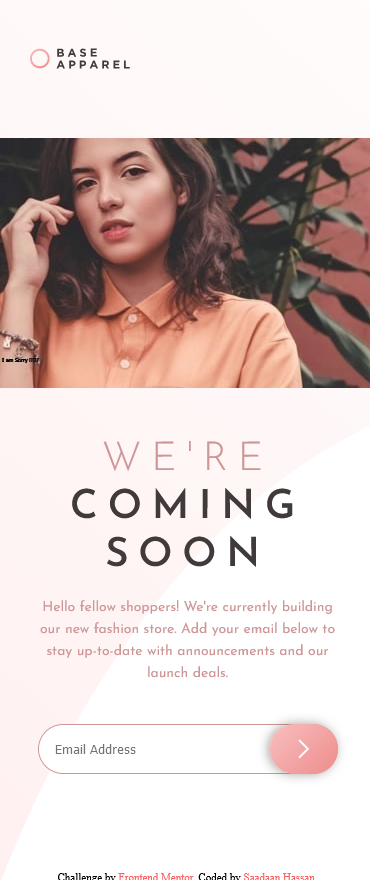 BASE
APPAREL
I am Sirry
WE'RE
COMING
SOON
Hello fellow shoppers! We're currently building
our new fashion store. Add your email below to
stay up-to-date with announcements and our
launch deals.
Email Address
Challenge by Frontend Mentor. Coded by Saadaan Hassan